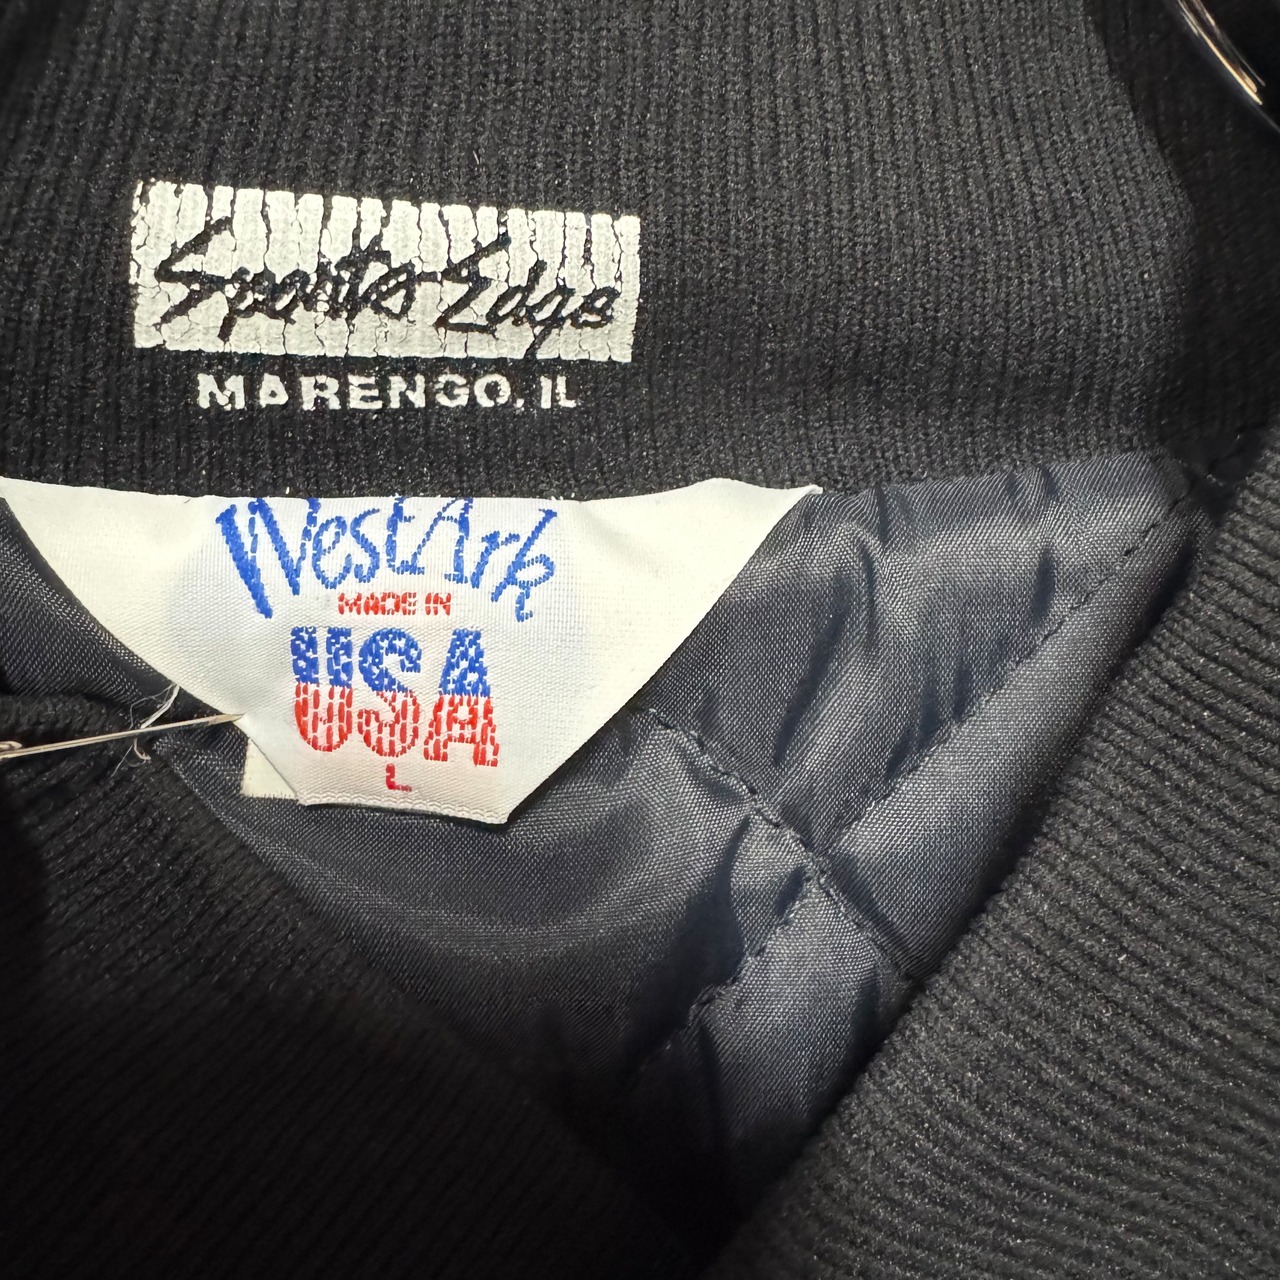 Sports Edge
MARENGO, IL
WestArk
MADE IN
USA
L